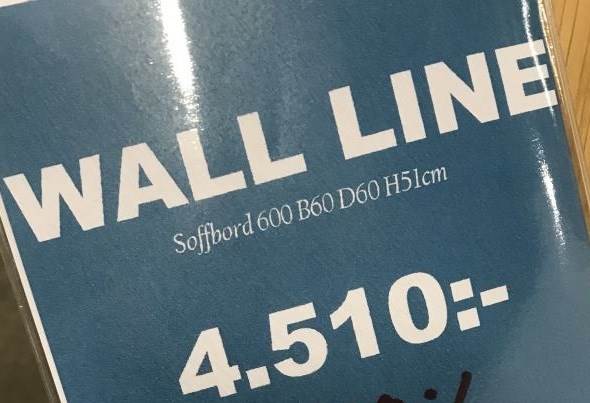 WALL LINE
Soffbord 600 B60 D60 H51cm
4.510:-